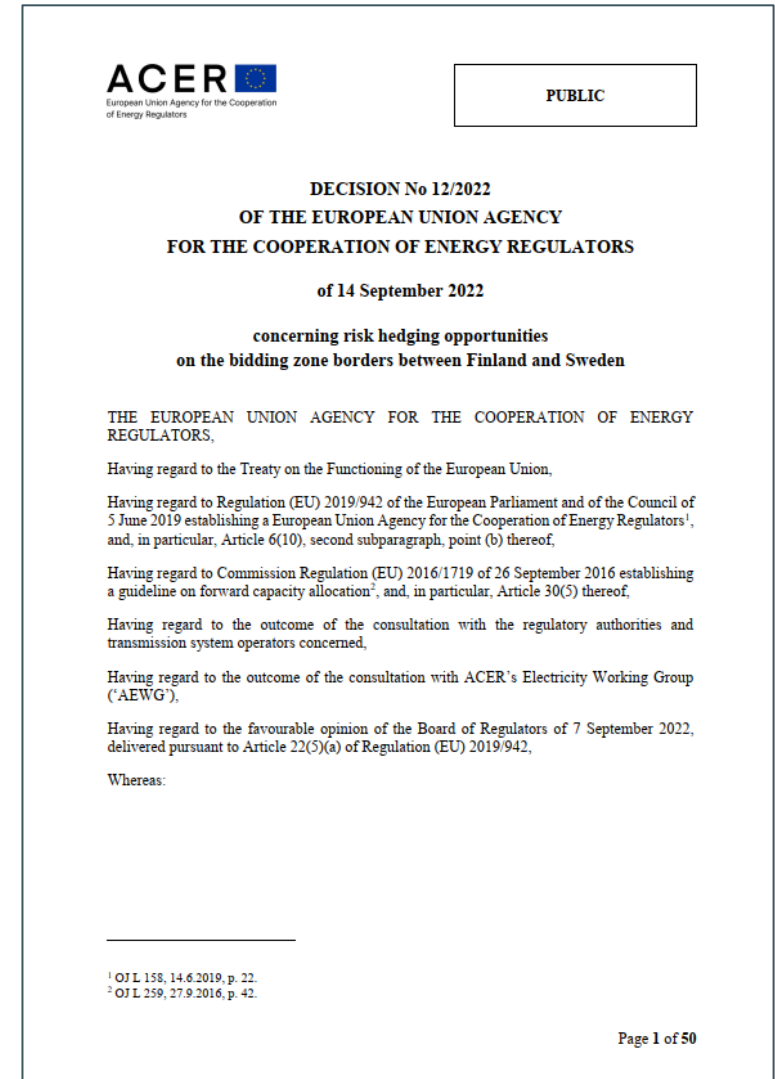 ACER
European Union Agency for the Cooperation
of Energy Regulators
PUBLIC
DECISION No 12/2022
OF THE EUROPEAN UNION AGENCY
FOR THE COOPERATION OF ENERGY REGULATORS
of 14 September 2022
concerning risk hedging opportunities
on the bidding zone borders between Finland and Sweden
THE EUROPEAN UNION AGENCY FOR THE COOPERATION OF ENERGY
REGULATORS,
Having regard to the Treaty on the Functioning of the European Union,
Having regard to Regulation (EU) 2019/942 of the European Parliament and of the Council of
5 June 2019 establishing a European Union Agency for the Cooperation of Energy Regulators¹,
and, in particular, Article 6(10), second subparagraph, point (b) thereof,
Having regard to Commission Regulation (EU) 2016/1719 of 26 September 2016 establishing
a guideline on forward capacity allocation², and, in particular, Article 30(5) thereof,
Having regard to the outcome of the consultation with the regulatory authorities and
transmission system operators concerned,
Having regard to the outcome of the consultation with ACER's Electricity Working Group
('AEWG'),
Having regard to the favourable opinion of the Board of Regulators of 7 September 2022,
delivered pursuant to Article 22(5)(a) of Regulation (EU) 2019/942,
Whereas:
¹ OJ L 158, 14.6.2019, p. 22.
² OJ L 259, 27.9.2016, p. 42.
Page 1 of 50